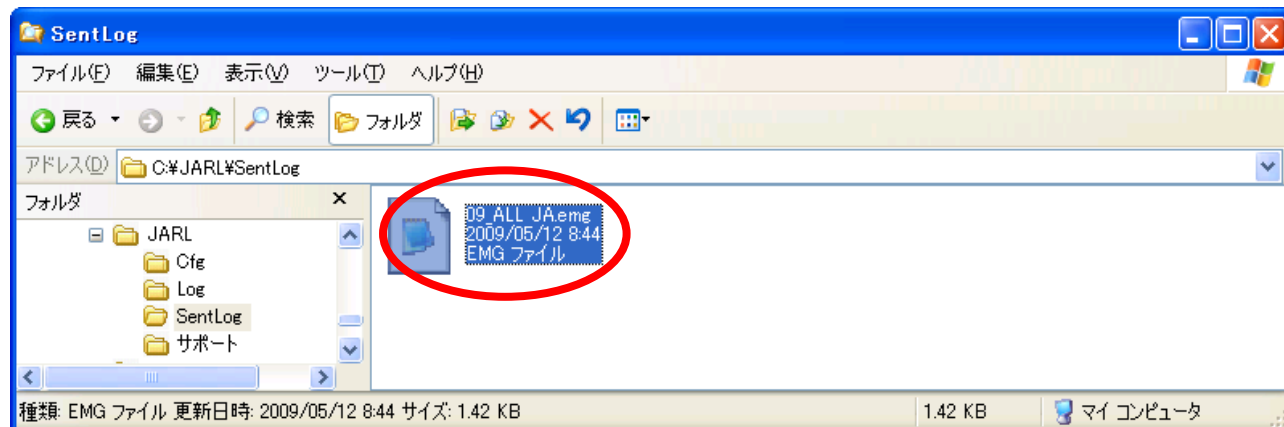 SentLog
ファイル(F) 編集(E) 表示(V) ツール(T) ヘルプ(H)
戻る 検索 フォルダ
アドレス(D) C:¥JARL¥SentLog
フォルダ ×
JARL
Cfg
Log
SentLog
サポート
09_ALL JA.emg
2009/05/12 8:44
EMG ファイル
種類: EMG ファイル 更新日時: 2009/05/12 8:44 サイズ: 1.42 KB 1.42 KB マイ コンピュータ